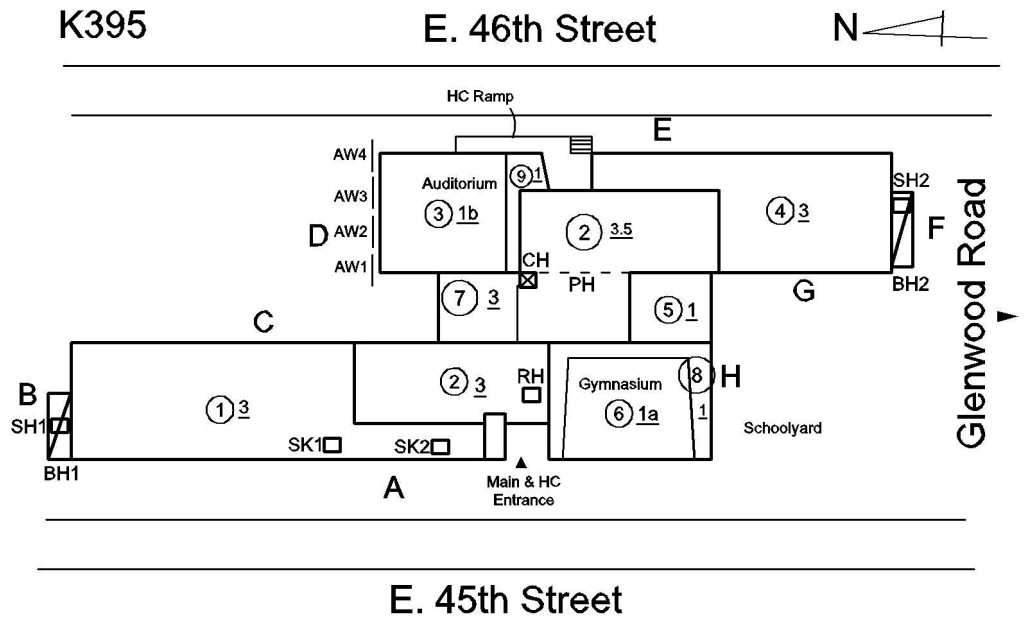 K395
E. 46th Street
N
HC Ramp
E
AW4
AW3
D
AW2
AW1
Auditorium
3 1b
9 1
2 3.5
4 3
SH2
F
BH2
CH
PH
G
7 3
5 1
C
Glenwood Road
B
SH1
BH1
1 3
2 3
RH
SK1
SK2
Gymnasium
6 1a
8
1
H
Schoolyard
A
Main & HC
Entrance
E. 45th Street